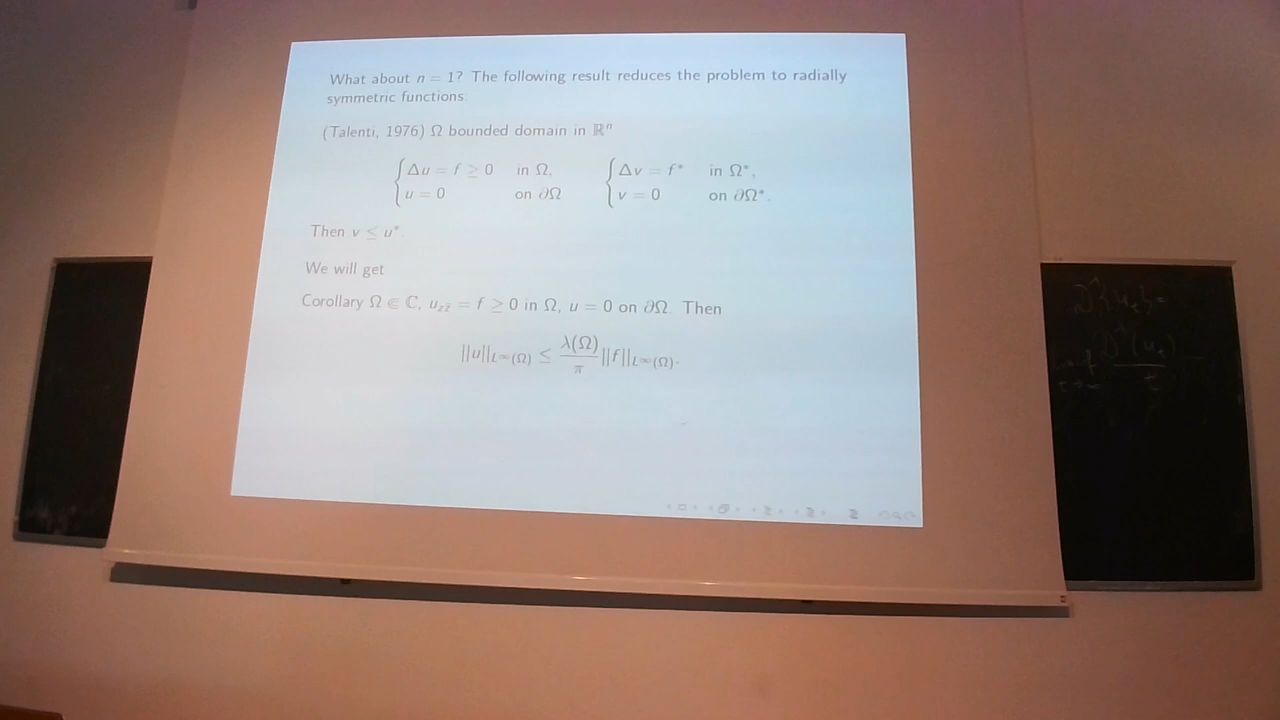 What about n = 1? The following result reduces the problem to radially
symmetric functions.
(Talenti, 1976) Ω bounded domain in ℝⁿ
{ Δu = f ≥ 0 in Ω, { Δv = f* in Ω*,
u = 0 on ∂Ω v = 0 on ∂Ω*.
Then v ≤ u*.
We will get
Corollary Ω ⋐ ℂ, u_{zz̄} = f ≥ 0 in Ω, u = 0 on ∂Ω. Then
||u||_{L^∞(Ω)} ≤ λ(Ω)/π ||f||_{L^∞(Ω)}.